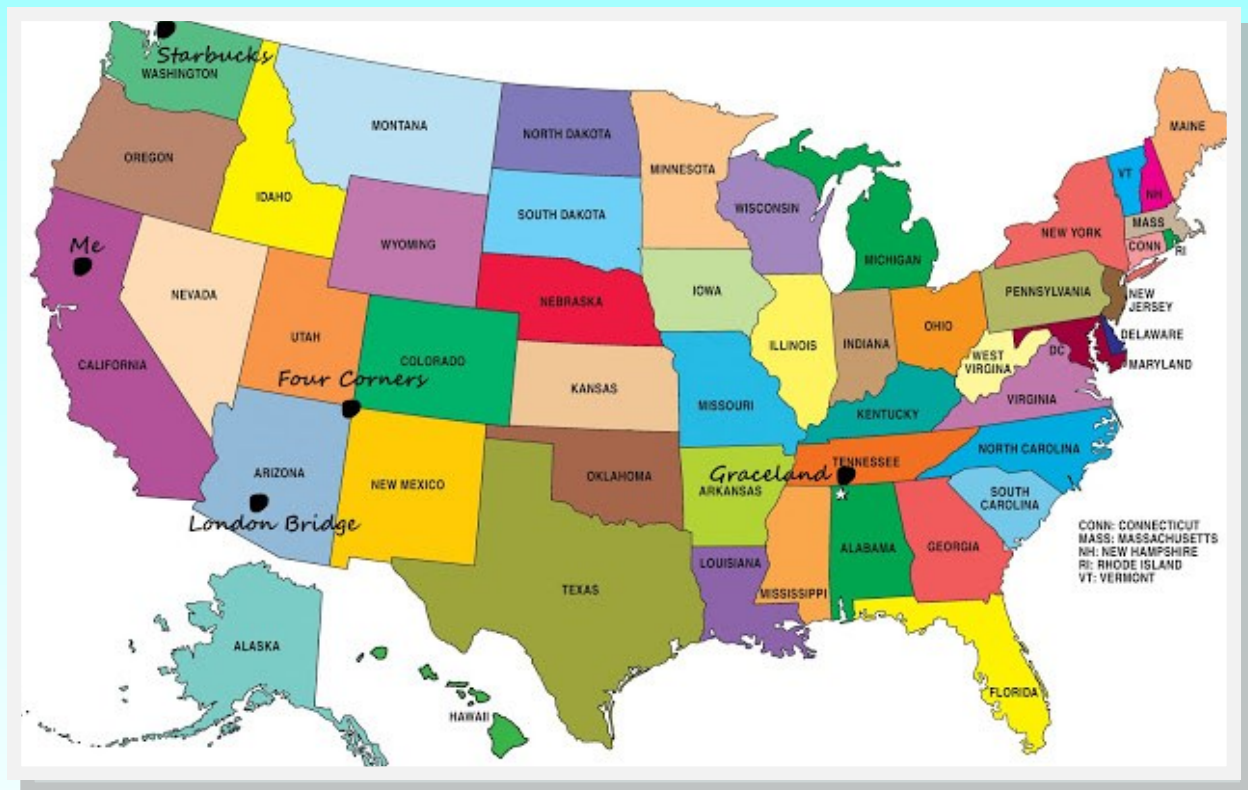 Starbucks
WASHINGTON
MONTANA
NORTH DAKOTA
MINNESOTA
MAINE
OREGON
IDAHO
VT
NH
WISCONSIN
SOUTH DAKOTA
MASS
NEW YORK
CONN
RI
Me
WYOMING
MICHIGAN
NEVADA
NEBRASKA
IOWA
PENNSYLVANIA
NEW
JERSEY
UTAH
COLORADO
ILLINOIS
INDIANA
OHIO
DELAWARE
DC
WEST
VIRGINA
MARYLAND
CALIFORNIA
Four Corners
KANSAS
MISSOURI
KENTUCKY
VIRGINIA
NORTH CAROLINA
ARIZONA
NEW MEXICO
OKLAHOMA
Graceland
TENNESSEE
ARKANSAS
SOUTH
CAROLINA
London Bridge
CONN: CONNECTICUT
MASS: MASSACHUSETTS
NH: NEW HAMPSHIRE
RI: RHODE ISLAND
VT: VERMONT
ALABAMA
GEORGIA
LOUISIANA
TEXAS
MISSISSIPPI
ALASKA
FLORIDA
HAWAII